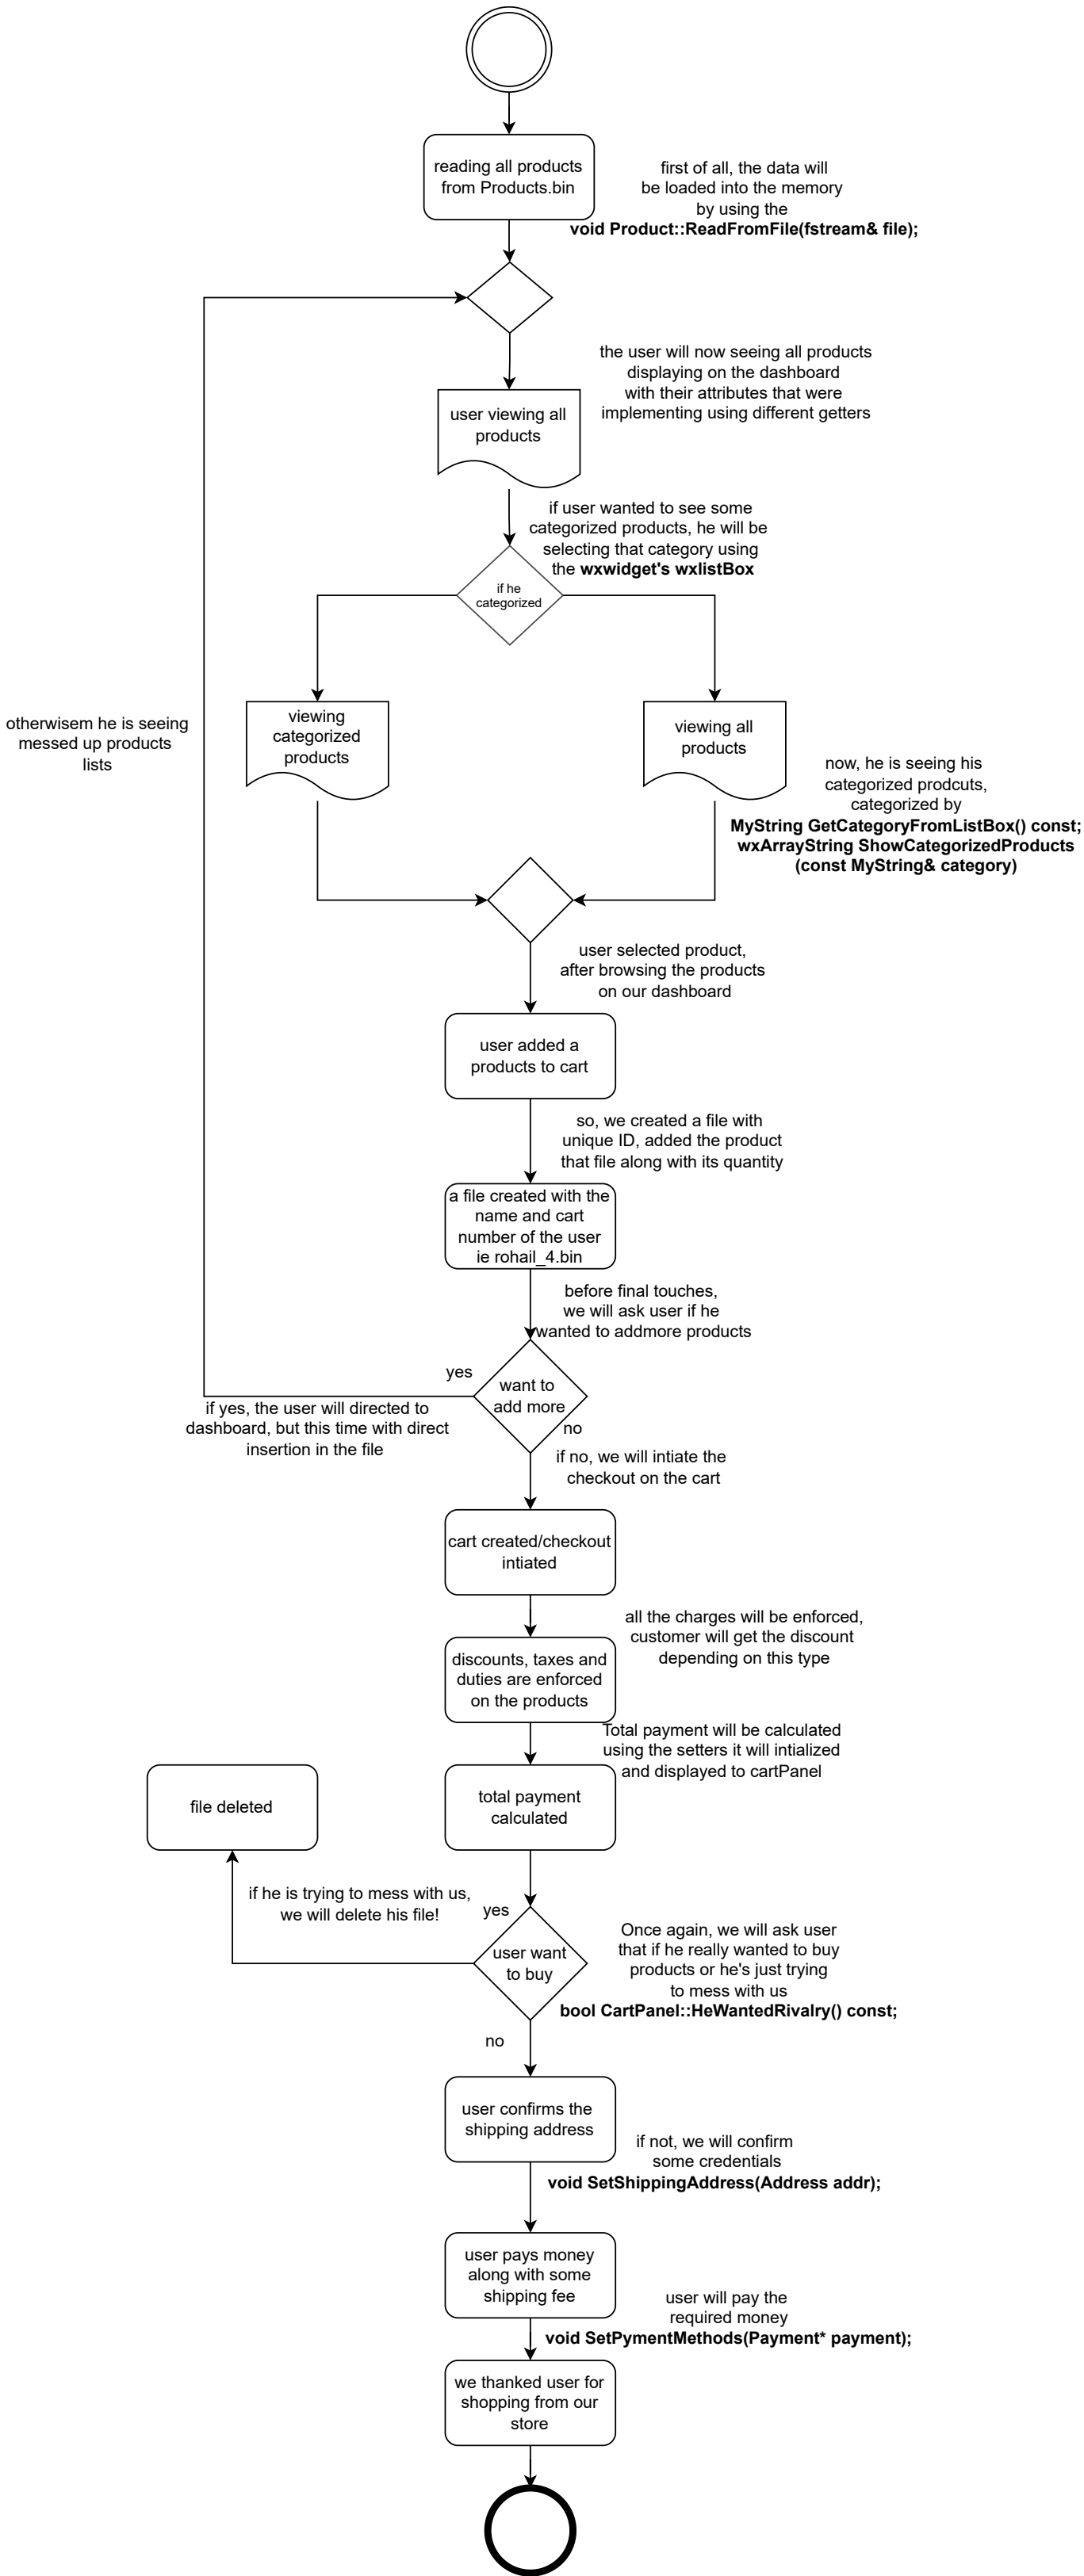 reading all products
from Products.bin
first of all, the data will
be loaded into the memory
by using the
void Product::ReadFromFile(fstream& file);
the user will now seeing all products
displaying on the dashboard
with their attributes that were
implementing using different getters
user viewing all
products
if user wanted to see some
categorized products, he will be
selecting that category using
the wxwidget's wxlistBox
if he
categorized
otherwisem he is seeing
messed up products
lists
viewing
categorized
products
viewing all
products
now, he is seeing his
categorized prodcuts,
categorized by
MyString GetCategoryFromListBox() const;
wxArrayString ShowCategorizedProducts
(const MyString& category)
user selected product,
after browsing the products
on our dashboard
user added a
products to cart
so, we created a file with
unique ID, added the product
that file along with its quantity
a file created with the
name and cart
number of the user
ie rohail_4.bin
before final touches,
we will ask user if he
wanted to addmore products
yes
want to
add more
no
if yes, the user will directed to
dashboard, but this time with direct
insertion in the file
if no, we will intiate the
checkout on the cart
cart created/checkout
intiated
all the charges will be enforced,
customer will get the discount
depending on this type
discounts, taxes and
duties are enforced
on the products
Total payment will be calculated
using the setters it will intialized
and displayed to cartPanel
file deleted
total payment
calculated
if he is trying to mess with us,
we will delete his file!
yes
user want
to buy
Once again, we will ask user
that if he really wanted to buy
products or he's just trying
to mess with us
bool CartPanel::HeWantedRivalry() const;
no
user confirms the
shipping address
if not, we will confirm
some credentials
void SetShippingAddress(Address addr);
user pays money
along with some
shipping fee
user will pay the
required money
void SetPymentMethods(Payment* payment);
we thanked user for
shopping from our
store